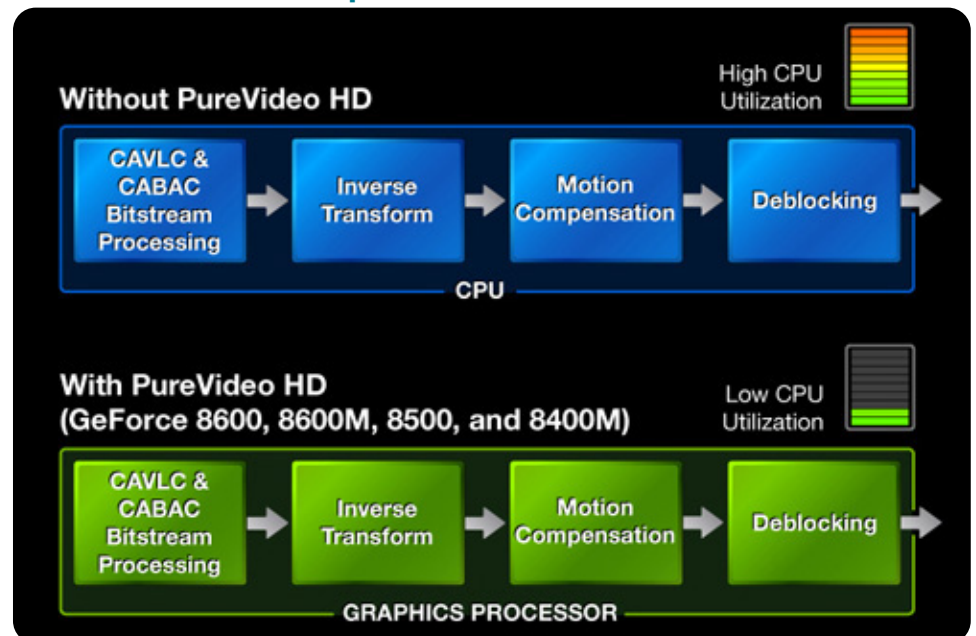 High CPU
Utilization
Without PureVideo HD
CAVLC &
CABAC
Bitstream
Processing
Inverse
Transform
Motion
Compensation
Deblocking
CPU
With PureVideo HD
(GeForce 8600, 8600M, 8500, and 8400M)
Low CPU
Utilization
CAVLC &
CABAC
Bitstream
Processing
Inverse
Transform
Motion
Compensation
Deblocking
GRAPHICS PROCESSOR